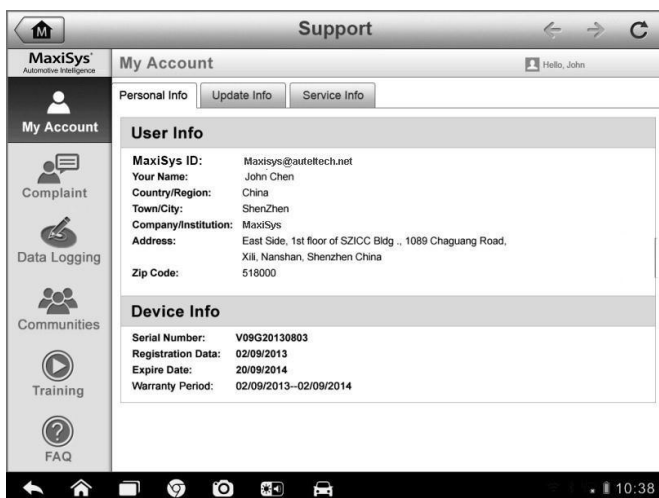 M
Support
MaxiSys
Automotive Intelligence
My Account
Hello, John
Personal Info
Update Info
Service Info
My Account
Complaint
Data Logging
Communities
Training
?
FAQ
User Info
MaxiSys ID: Maxisys@auteltech.net
Your Name: John Chen
Country/Region: China
Town/City: ShenZhen
Company/Institution: MaxiSys
Address: East Side, 1st floor of SZICC Bldg ., 1089 Chaguang Road,
Xili, Nanshan, Shenzhen China
Zip Code: 518000
Device Info
Serial Number: V09G20130803
Registration Data: 02/09/2013
Expire Date: 20/09/2014
Warranty Period: 02/09/2013--02/09/2014
10:38